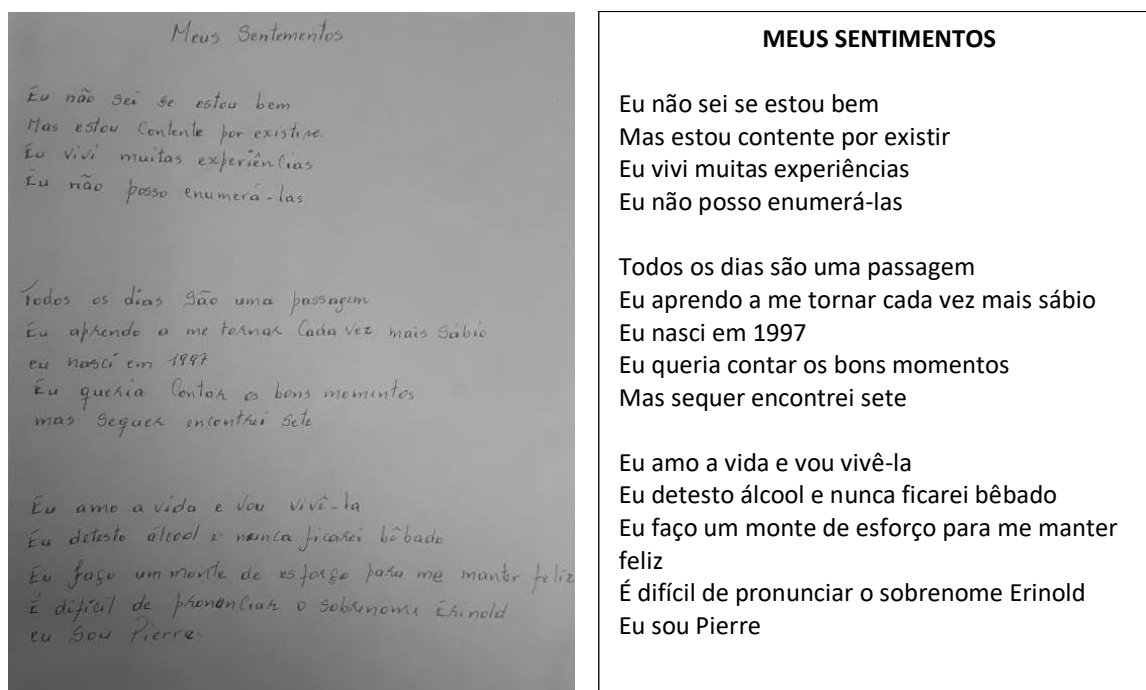 Meus Sentementos
Eu não sei se estou bem
Mas estou Contente por existire
Eu vivi muitas experiências
Eu não posso enumerá-las
Todos os dias são uma passagem
Eu aprendo a me tornar Cada vez mais Sábio
eu nasci em 1997
Eu queria Contar os bons momentos
mas Sequer encontrei Sete
Eu amo a vida e vou vivê-la
Eu detesto álcool e nunca ficarei bêbado
Eu faço um monte de esforço para me manter feliz
É difícil de pronunciar o Sobrenome Erinold
eu Sou Pierre.
MEUS SENTIMENTOS
Eu não sei se estou bem
Mas estou contente por existir
Eu vivi muitas experiências
Eu não posso enumerá-las
Todos os dias são uma passagem
Eu aprendo a me tornar cada vez mais sábio
Eu nasci em 1997
Eu queria contar os bons momentos
Mas sequer encontrei sete
Eu amo a vida e vou vivê-la
Eu detesto álcool e nunca ficarei bêbado
Eu faço um monte de esforço para me manter
feliz
É difícil de pronunciar o sobrenome Erinold
Eu sou Pierre